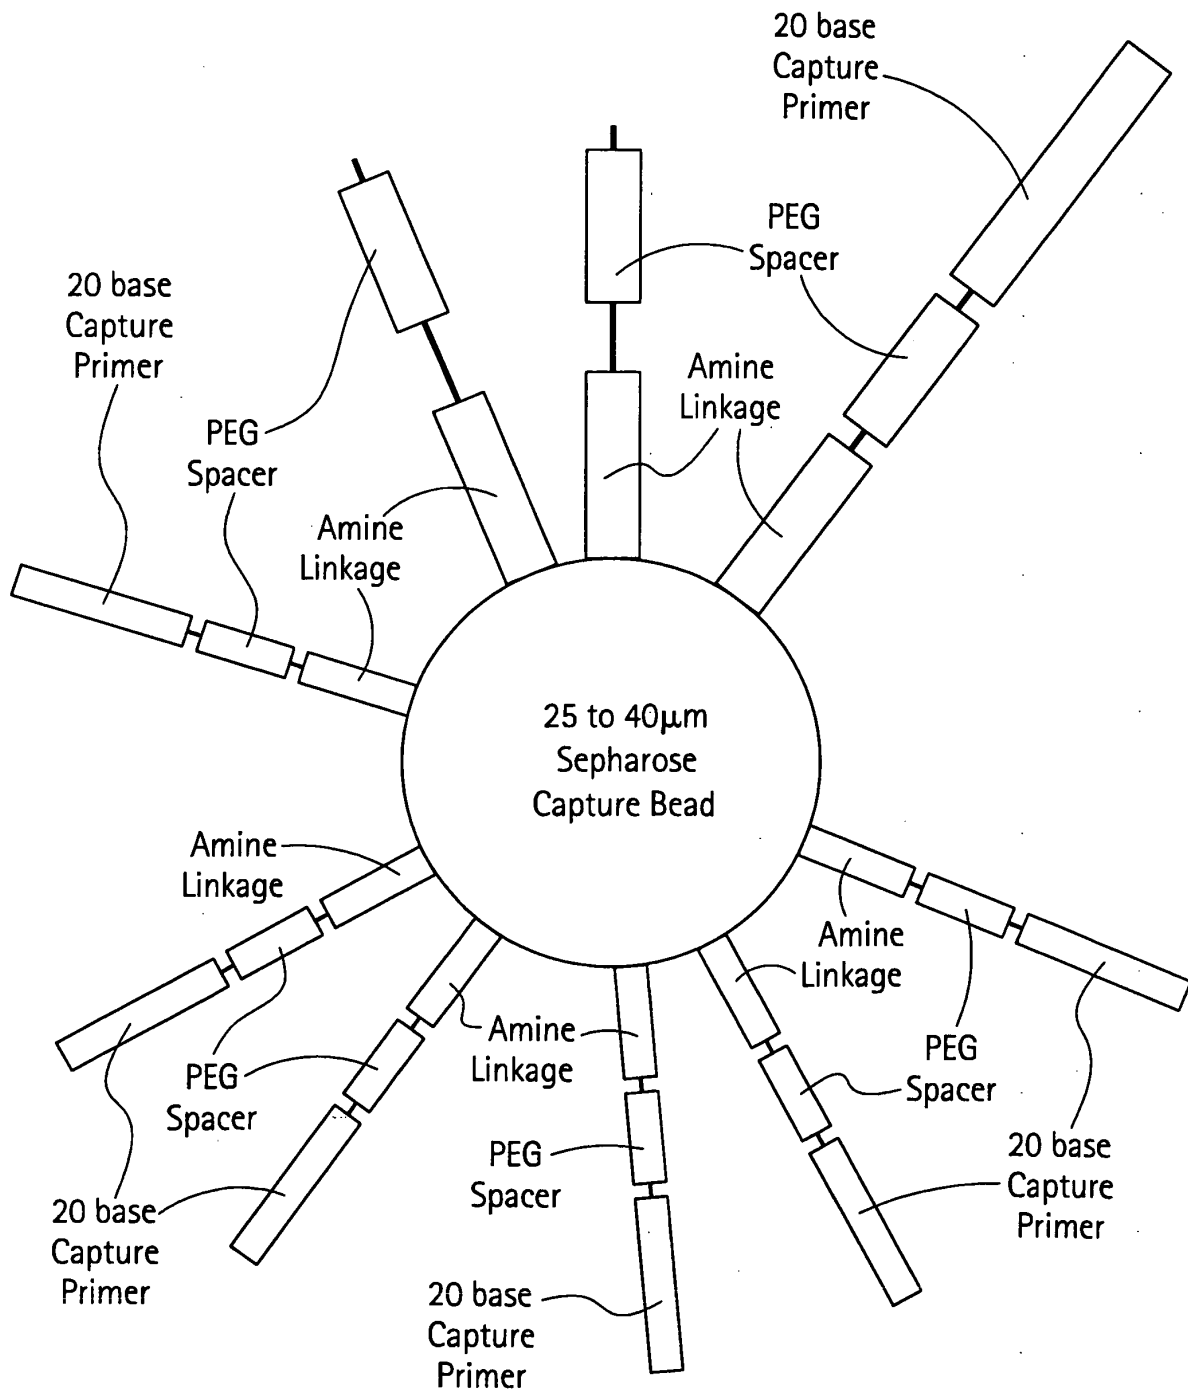 20 base
Capture
Primer
PEG
Spacer
20 base
Capture
Primer
Amine
Linkage
PEG
Spacer
Amine
Linkage
25 to 40μm
Sepharose
Capture Bead
Amine
Linkage
Amine
Linkage
Amine
Linkage
PEG
Spacer
PEG
Spacer
PEG
Spacer
20 base
Capture
Primer
20 base
Capture
Primer
20 base
Capture
Primer